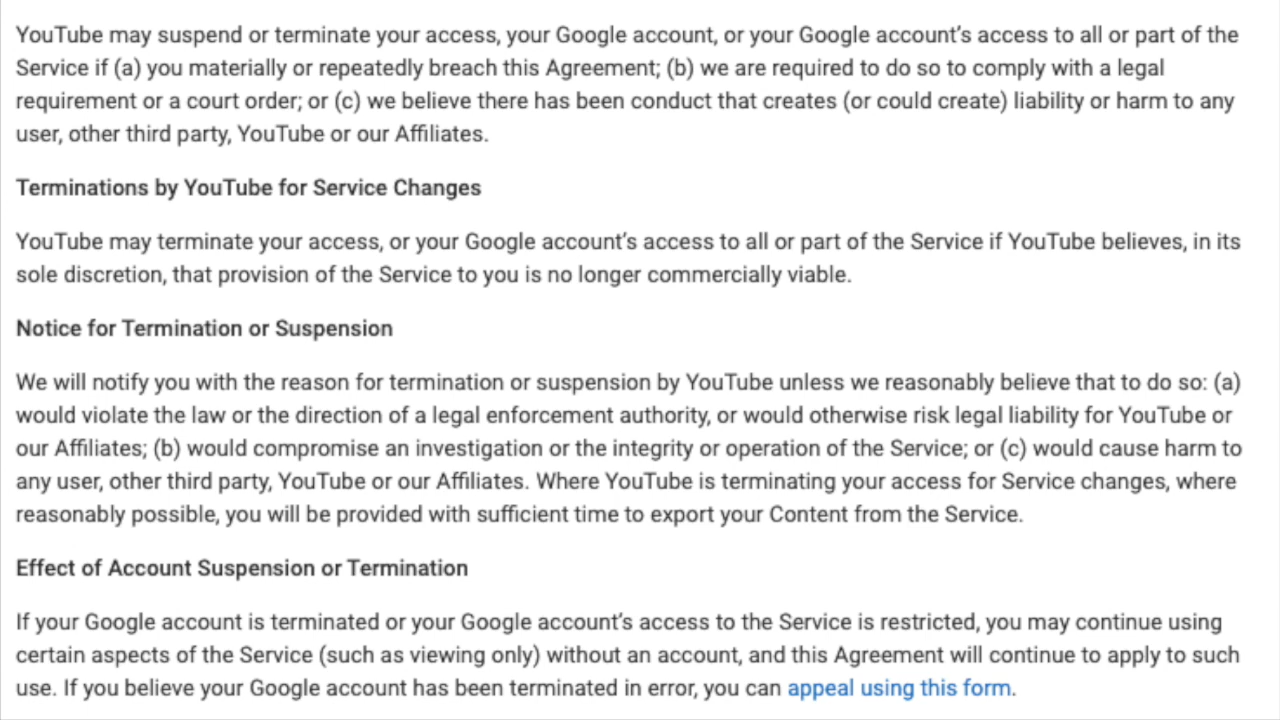 YouTube may suspend or terminate your access, your Google account, or your Google account's access to all or part of the
Service if (a) you materially or repeatedly breach this Agreement; (b) we are required to do so to comply with a legal
requirement or a court order; or (c) we believe there has been conduct that creates (or could create) liability or harm to any
user, other third party, YouTube or our Affiliates.
Terminations by YouTube for Service Changes
YouTube may terminate your access, or your Google account's access to all or part of the Service if YouTube believes, in its
sole discretion, that provision of the Service to you is no longer commercially viable.
Notice for Termination or Suspension
We will notify you with the reason for termination or suspension by YouTube unless we reasonably believe that to do so: (a)
would violate the law or the direction of a legal enforcement authority, or would otherwise risk legal liability for YouTube or
our Affiliates; (b) would compromise an investigation or the integrity or operation of the Service; or (c) would cause harm to
any user, other third party, YouTube or our Affiliates. Where YouTube is terminating your access for Service changes, where
reasonably possible, you will be provided with sufficient time to export your Content from the Service.
Effect of Account Suspension or Termination
If your Google account is terminated or your Google account's access to the Service is restricted, you may continue using
certain aspects of the Service (such as viewing only) without an account, and this Agreement will continue to apply to such
use. If you believe your Google account has been terminated in error, you can appeal using this form.